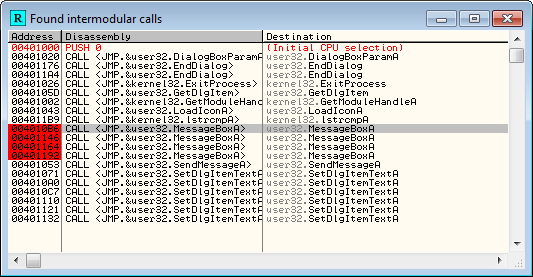 R Found intermodular calls
Address Disassembly Destination
00401000 PUSH 0 (Initial CPU selection)
00401020 CALL <JMP.&user32.DialogBoxParamA user32.DialogBoxParamA
00401176 CALL <JMP.&user32.EndDialog> user32.EndDialog
004011A4 CALL <JMP.&user32.EndDialog> user32.EndDialog
00401026 CALL <JMP.&kernel32.ExitProcess> kernel32.ExitProcess
0040105D CALL <JMP.&user32.GetDlgItem> user32.GetDlgItem
00401002 CALL <JMP.&kernel32.GetModuleHand kernel32.GetModuleHandleA
00401043 CALL <JMP.&user32.LoadIconA> user32.LoadIconA
004011B9 CALL <JMP.&kernel32.lstrcmpA> kernel32.lstrcmpA
004010B6 CALL <JMP.&user32.MessageBoxA> user32.MessageBoxA
00401146 CALL <JMP.&user32.MessageBoxA> user32.MessageBoxA
00401164 CALL <JMP.&user32.MessageBoxA> user32.MessageBoxA
00401192 CALL <JMP.&user32.MessageBoxA> user32.MessageBoxA
00401053 CALL <JMP.&user32.SendMessageA> user32.SendMessageA
00401071 CALL <JMP.&user32.SetDlgItemTextA user32.SetDlgItemTextA
004010A0 CALL <JMP.&user32.SetDlgItemTextA user32.SetDlgItemTextA
004010C7 CALL <JMP.&user32.SetDlgItemTextA user32.SetDlgItemTextA
00401110 CALL <JMP.&user32.SetDlgItemTextA user32.SetDlgItemTextA
00401121 CALL <JMP.&user32.SetDlgItemTextA user32.SetDlgItemTextA
00401132 CALL <JMP.&user32.SetDlgItemTextA user32.SetDlgItemTextA